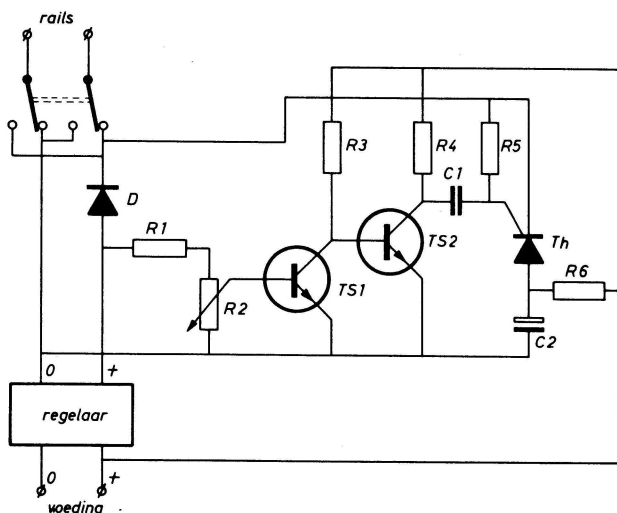 rails
R3
R4
R5
C1
D
R1
TS2
Th
TS1
R2
R6
C2
0 +
regelaar
0 +
voeding